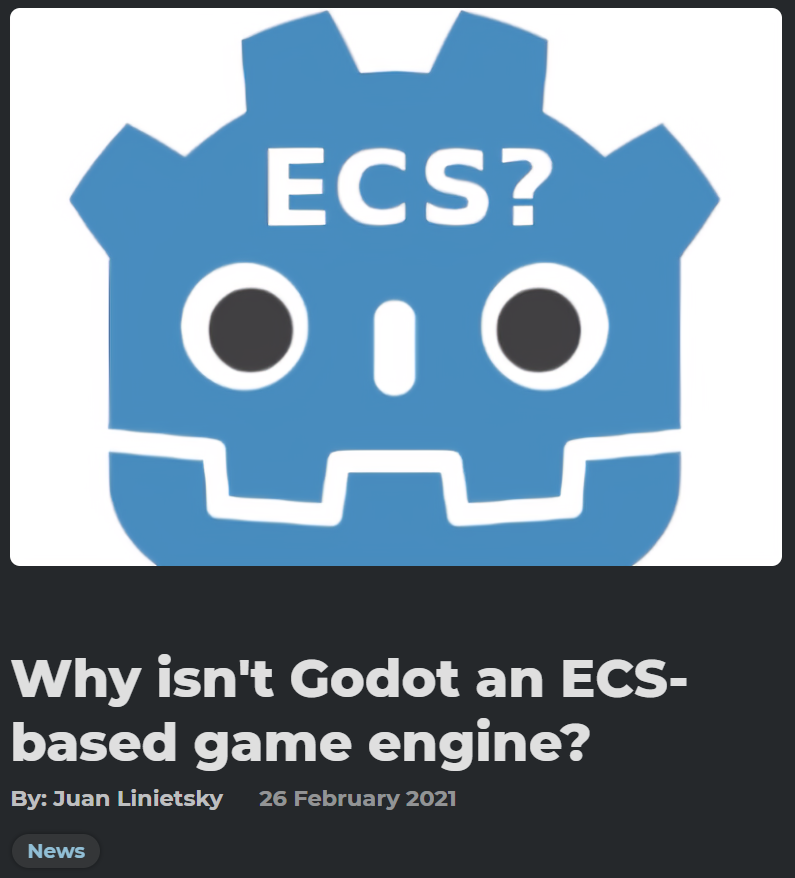 ECS?
Why isn't Godot an ECS-
based game engine?
By: Juan Linietsky 26 February 2021
News